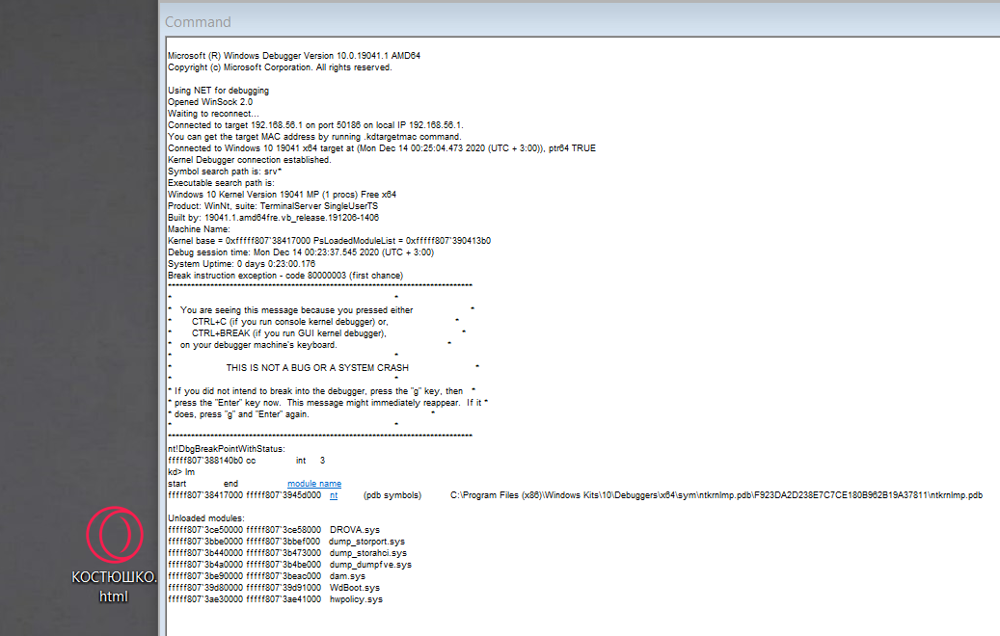 Command
Microsoft (R) Windows Debugger Version 10.0.19041.1 AMD64
Copyright (c) Microsoft Corporation. All rights reserved.
Using NET for debugging
Opened WinSock 2.0
Waiting to reconnect...
Connected to target 192.168.56.1 on port 50186 on local IP 192.168.56.1.
You can get the target MAC address by running .kdtargetmac command.
Connected to Windows 10 19041 x64 target at (Mon Dec 14 00:25:04.473 2020 (UTC + 3:00)), ptr64 TRUE
Kernel Debugger connection established.
Symbol search path is: srv*
Executable search path is:
Windows 10 Kernel Version 19041 MP (1 procs) Free x64
Product: WinNt, suite: TerminalServer SingleUserTS
Built by: 19041.1.amd64fre.vb_release.191206-1406
Machine Name:
Kernel base = 0xfffff807`38417000 PsLoadedModuleList = 0xfffff807`390413b0
Debug session time: Mon Dec 14 00:23:37.545 2020 (UTC + 3:00)
System Uptime: 0 days 0:23:00.176
Break instruction exception - code 80000003 (first chance)
*******************************************************************************
* *
* You are seeing this message because you pressed either *
* CTRL+C (if you run console kernel debugger) or, *
* CTRL+BREAK (if you run GUI kernel debugger), *
* on your debugger machine's keyboard. *
* *
* THIS IS NOT A BUG OR A SYSTEM CRASH *
* *
* If you did not intend to break into the debugger, press the "g" key, then *
* press the "Enter" key now. This message might immediately reappear. If it *
* does, press "g" and "Enter" again. *
* *
*******************************************************************************
nt!DbgBreakPointWithStatus:
fffff807`388140b0 cc int 3
kd> lm
start end module name
fffff807`38417000 fffff807`3945d000 nt (pdb symbols) C:\Program Files (x86)\Windows Kits\10\Debuggers\x64\sym\ntkrnlmp.pdb\F923DA2D238E7C7CE180B962B19A37811\ntkrnlmp.pdb
Unloaded modules:
fffff807`3ce50000 fffff807`3ce58000 DROVA.sys
fffff807`3bbe0000 fffff807`3bbef000 dump_storport.sys
fffff807`3b440000 fffff807`3b473000 dump_storahci.sys
fffff807`3b4a0000 fffff807`3b4be000 dump_dumpfve.sys
fffff807`3be90000 fffff807`3beac000 dam.sys
fffff807`39d80000 fffff807`39d91000 WdBoot.sys
fffff807`3ae30000 fffff807`3ae41000 hwpolicy.sys
КОСТЮШКО.
html